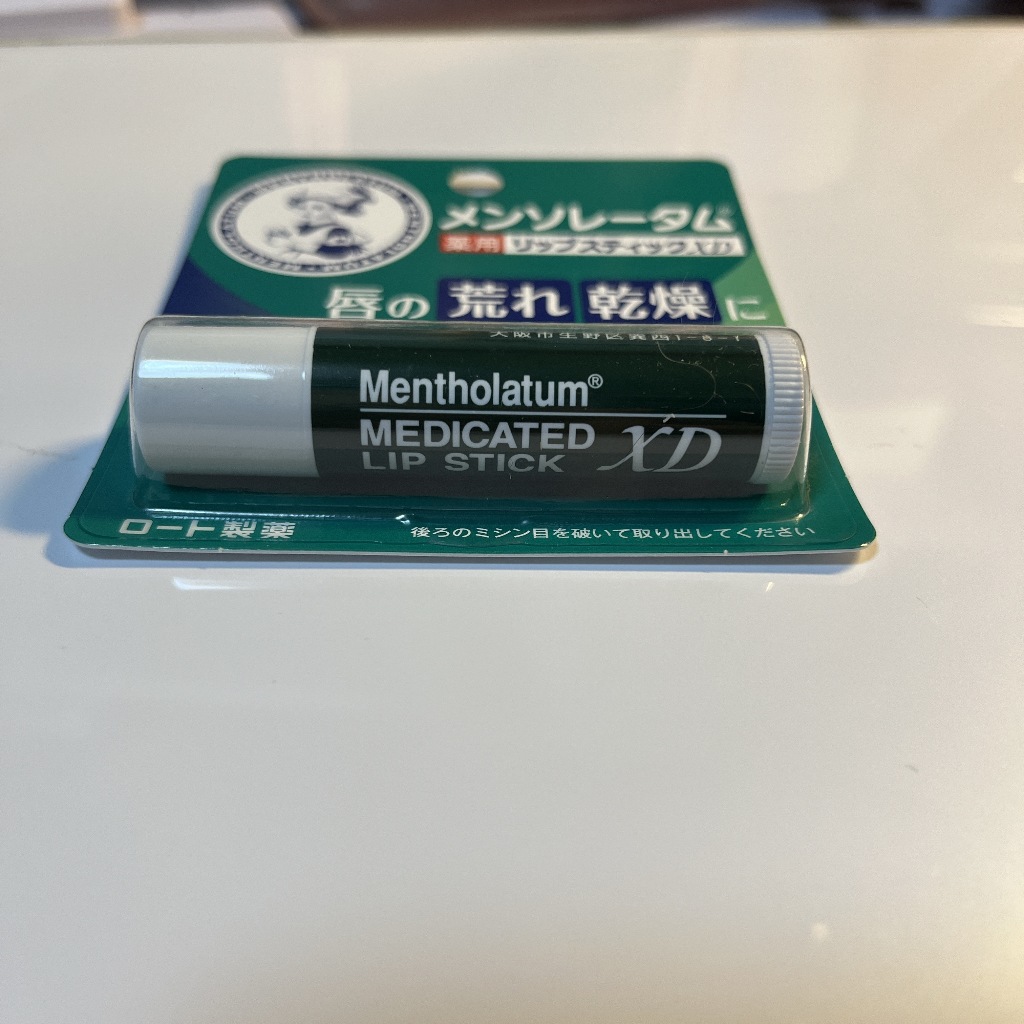 メンソレータム®
薬用 リップスティックXD
唇の 荒れ 乾燥 に
大阪市生野区巽西1-8-1
Mentholatum®
MEDICATED
LIP STICK XD
ロート製薬
後ろのミシン目を破いて取り出してください